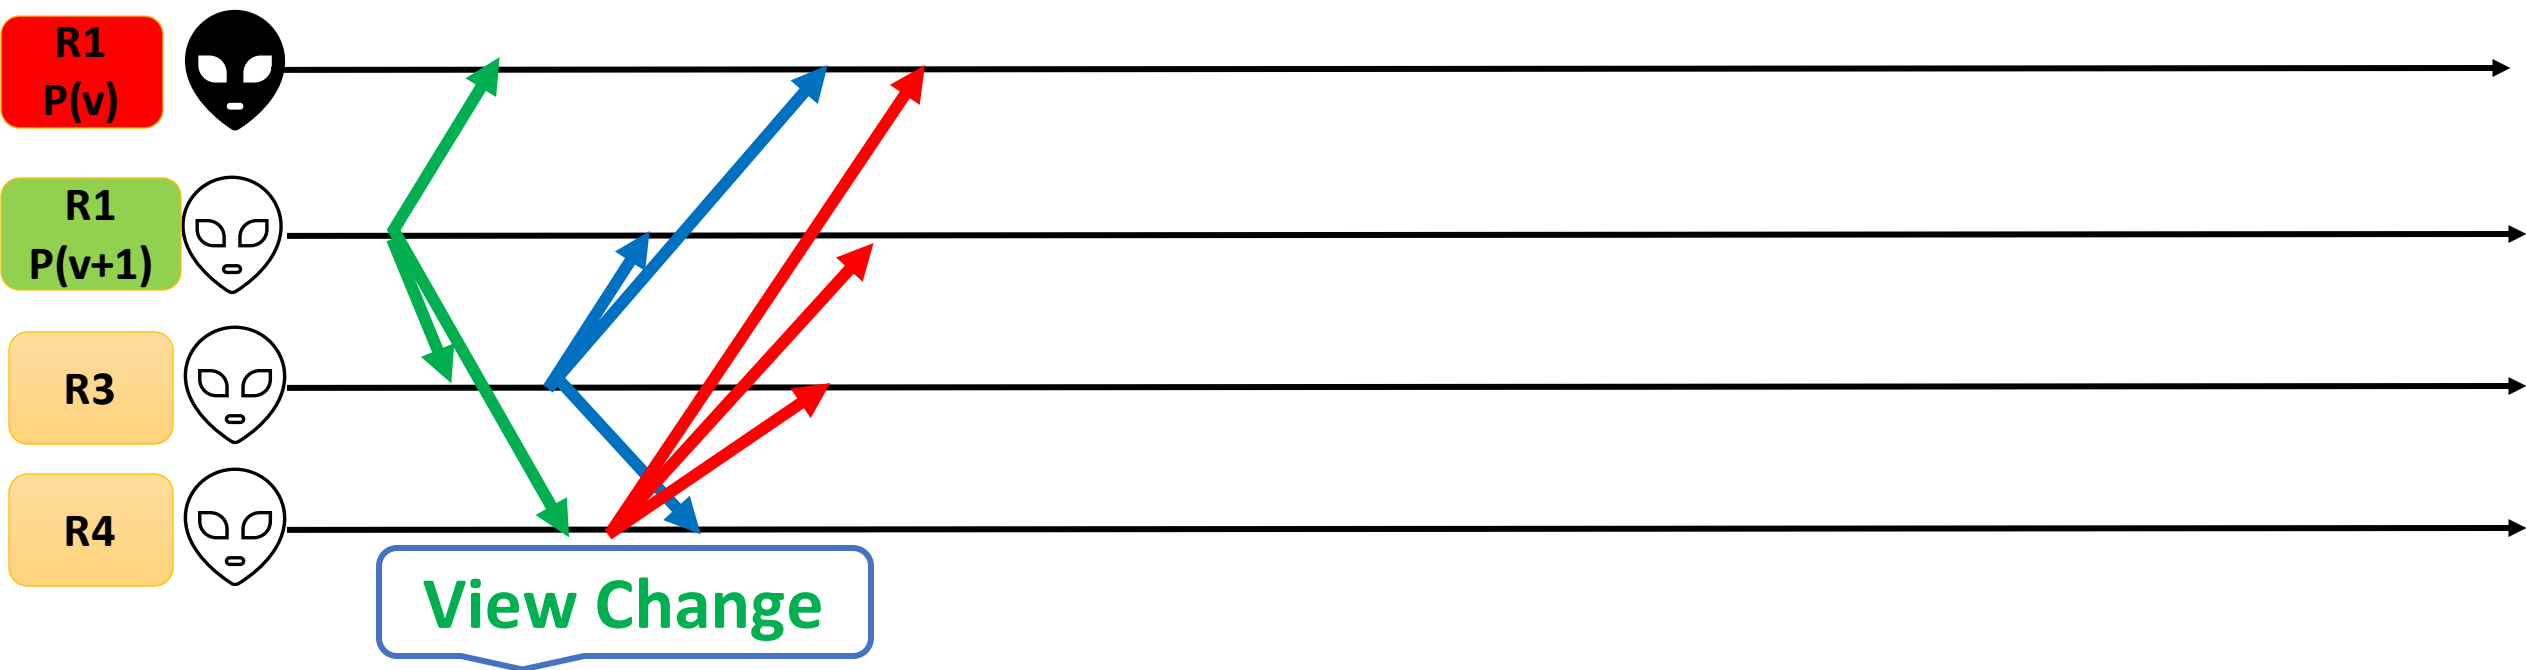 R1
P(v)
R1
P(v+1)
R3
R4
View Change